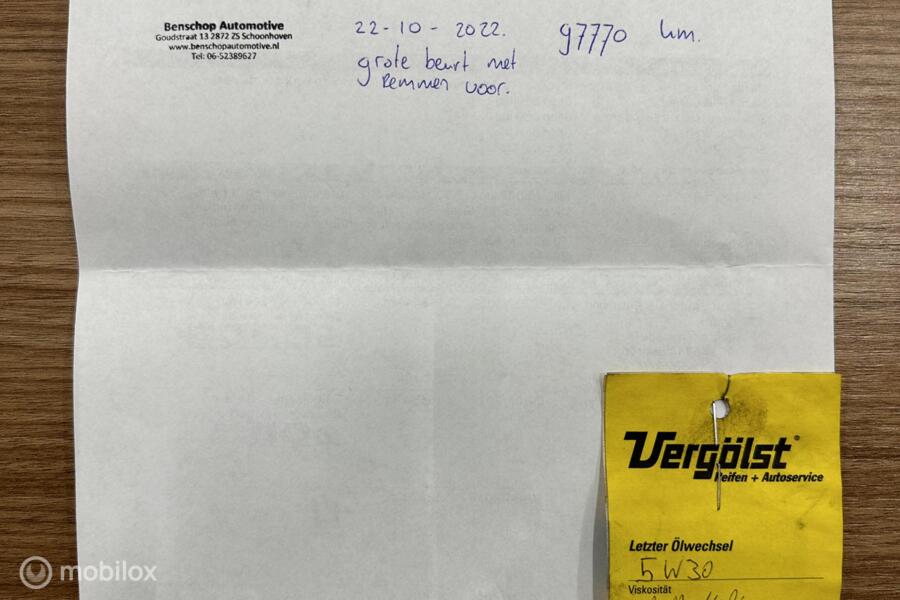 Benschop Automotive
Goudstraat 13 2872 ZS Schoonhoven
www.benschopautomotive.nl
Tel: 06-52389627
22-10-2022.
97770 km.
grote beurt met
Remmen voor.
Vergölst
Reifen + Autoservice
Letzter Ölwechsel
5W30
Viskosität
mobilox